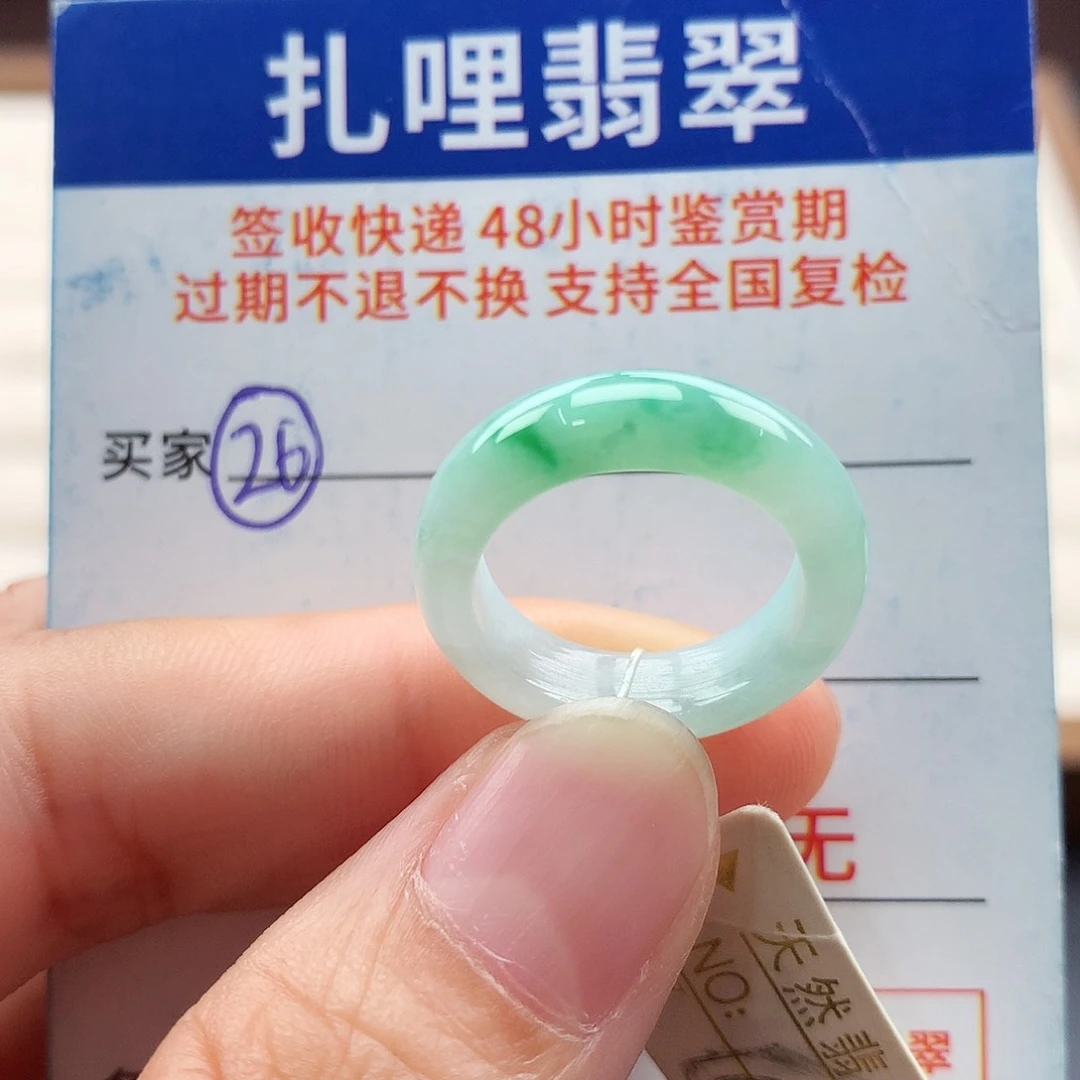 扎哩翡翠
签收快递 48小时鉴赏期
过期不退不换 支持全国复检
买家 26
无
天然翡
NO:
翠